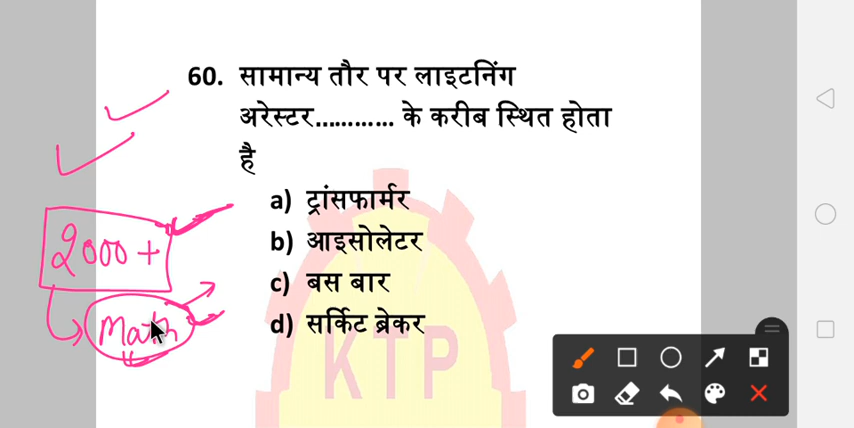 60. सामान्य तौर पर लाइटनिंग
अरेस्टर............ के करीब स्थित होता
है
a) ट्रांसफार्मर
b) आइसोलेटर
c) बस बार
d) सर्किट ब्रेकर
2000+
Math
KTP